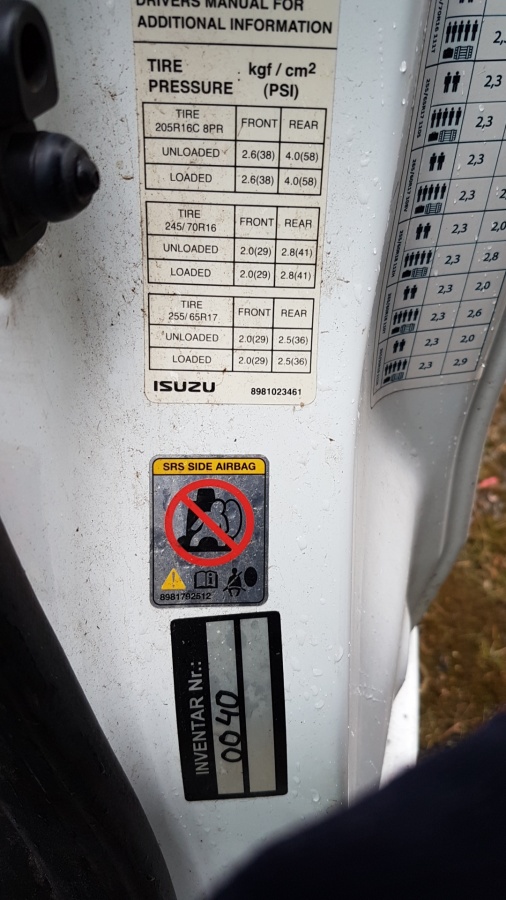 DRIVERS MANUAL FOR
ADDITIONAL INFORMATION
TIRE PRESSURE : kgf / cm2 (PSI)
TIRE 205R16C 8PR FRONT REAR
UNLOADED 2.6(38) 4.0(58)
LOADED 2.6(38) 4.0(58)
TIRE 245/70R16 FRONT REAR
UNLOADED 2.0(29) 2.8(41)
LOADED 2.0(29) 2.8(41)
TIRE 255/65R17 FRONT REAR
UNLOADED 2.0(29) 2.5(36)
LOADED 2.0(29) 2.5(36)
ISUZU 8981023461
SRS SIDE AIRBAG
8981792612
INVENTAR Nr.:
0040
2,3
2,3
2,3
2,3
2,3 2,0
2,3 2,8
2,3 2,0
2,3 2,6
2,3 2,0
2,3 2,9